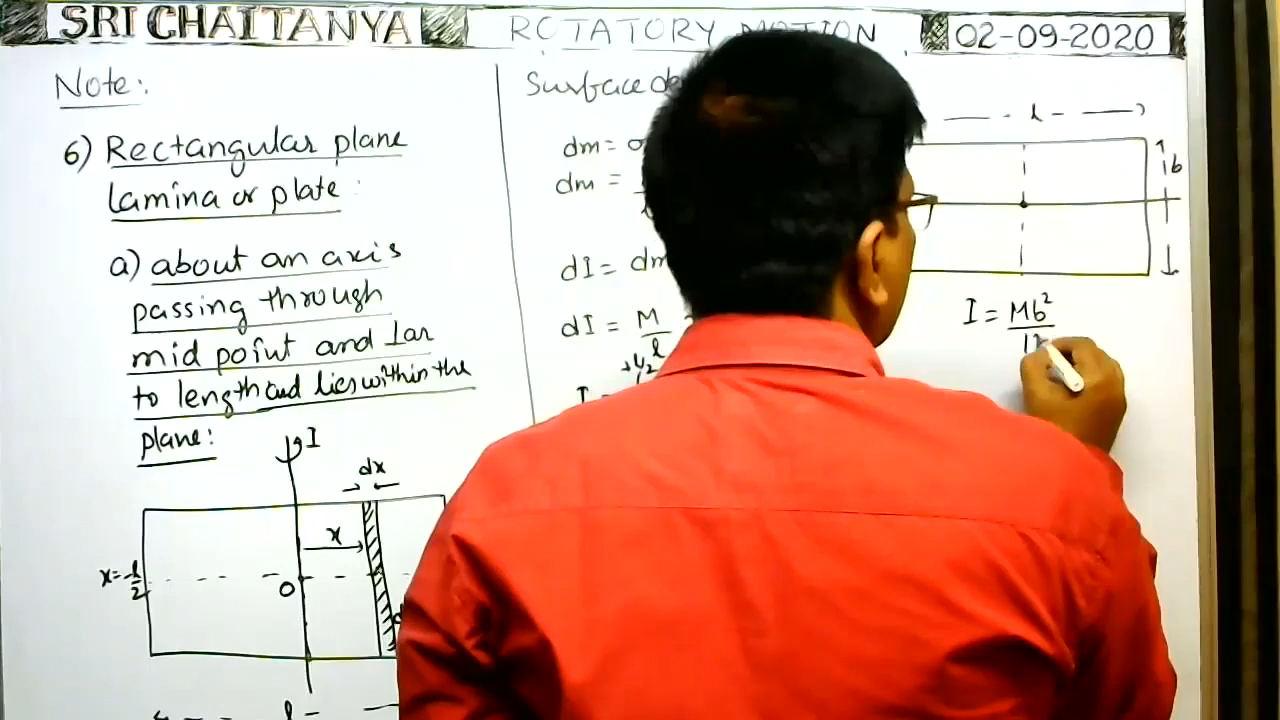 SRI CHAITANYA
ROTATORY MOTION
02-09-2020
Note:
6) Rectangular plane
lamina or plate:
a) about an axis
passing through
mid point and ⊥ar
to length and lies within the
plane:
I
dx
x
x=-l/2
O
l
Surface
dm=
dm =
dI = dm
dI = M/l
+l/2
I
l
b
I = Mb²/12